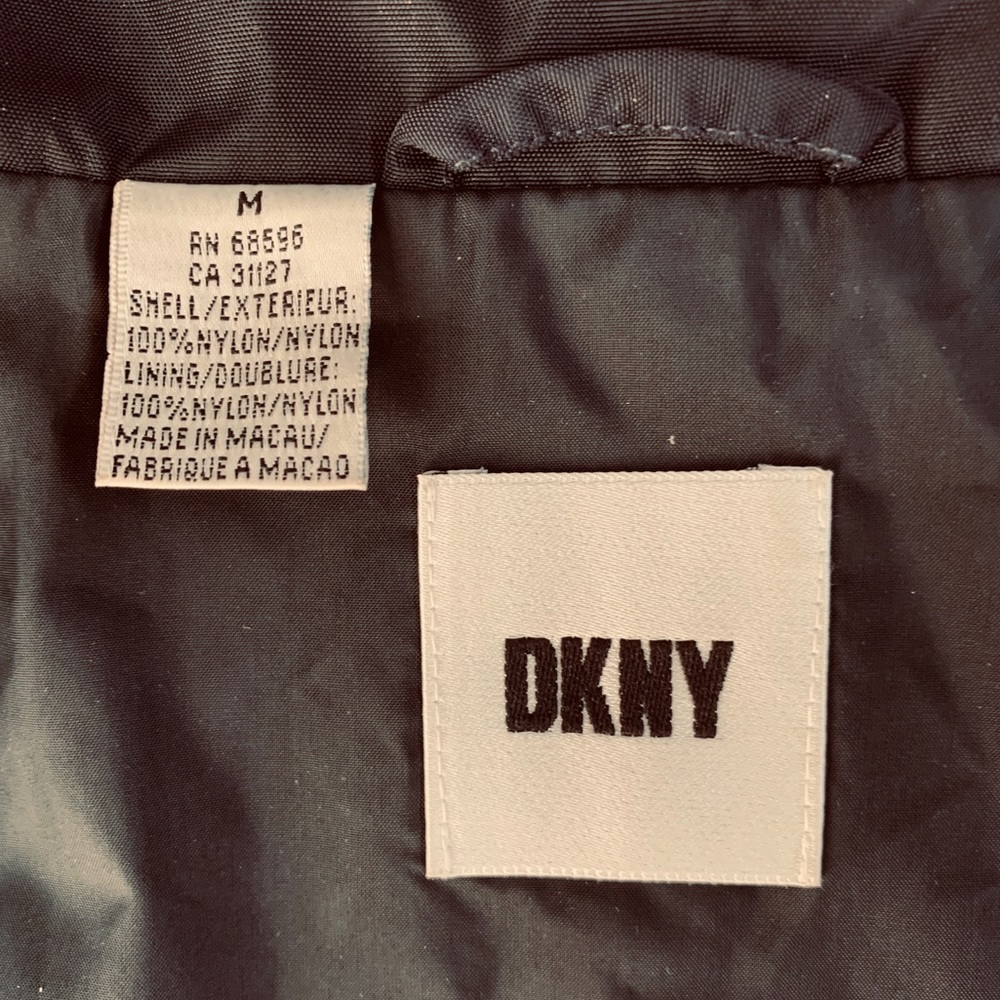 M
RN 68596
CA 31127
SHELL/EXTERIEUR:
100%NYLON/NYLON
LINING/DOUBLURE:
100%NYLON/NYLON
MADE IN MACAU/
FABRIQUE A MACAO
DKNY